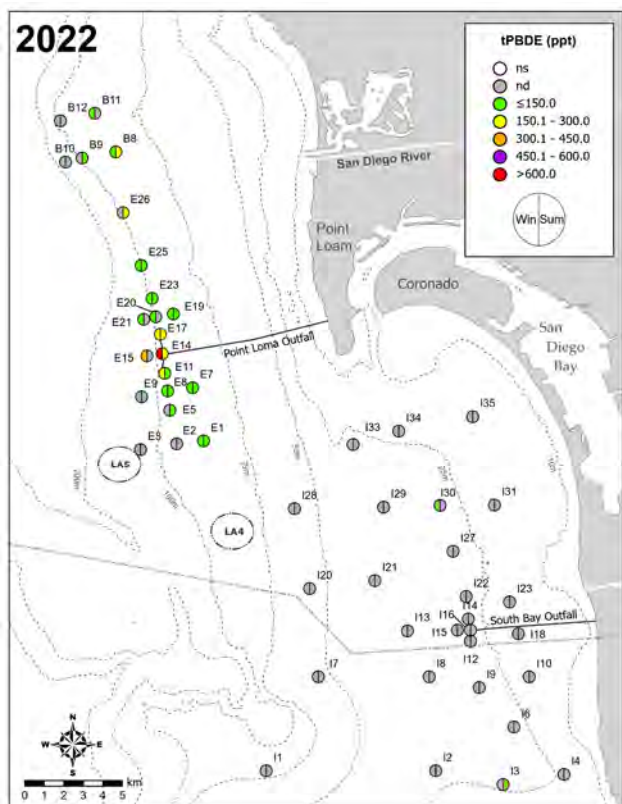 2022
tPBDE (ppt)
ns
nd
≤150.0
150.1 - 300.0
300.1 - 450.0
450.1 - 600.0
>600.0
Win Sum
B12
B11
B10
B9
B8
E26
E25
E23
E20
E19
E21
E17
E14
E15
E11
E9
E8
E7
E5
E3
E2
E1
LA5
LA4
San Diego River
Point
Loam
Coronado
San
Diego
Bay
Point Loma Outfall
I35
I34
I33
I28
I29
I30
I31
I27
I20
I21
I22
I23
I14
I16
I13
I15
South Bay Outfall
I18
I12
I7
I8
I9
I10
I6
I1
I2
I3
I4
100m
N
W E
S
0 1 2 3 4 5
km